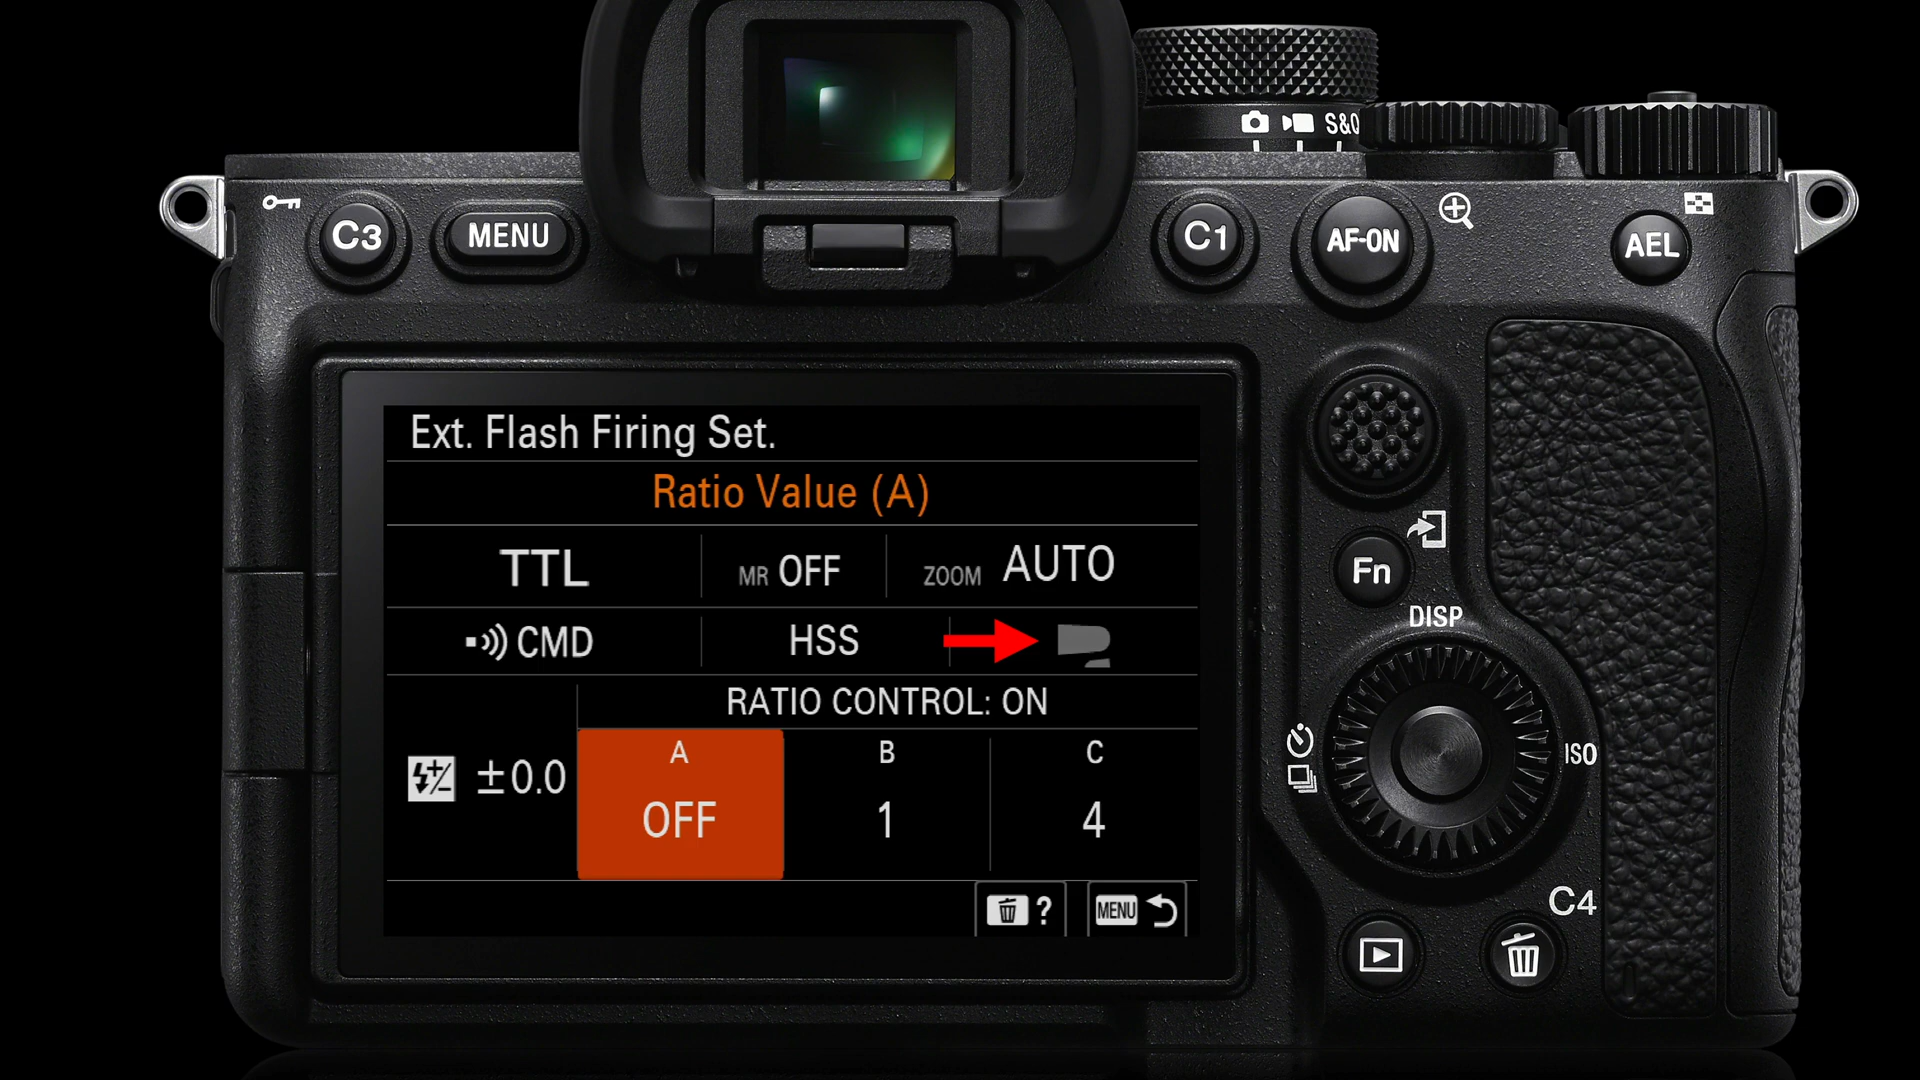 S&Q
C3
MENU
C1
AF-ON
AEL
Ext. Flash Firing Set.
Ratio Value (A)
TTL
MR OFF
ZOOM AUTO
Fn
DISP
CMD
HSS
RATIO CONTROL: ON
±0.0
A
B
C
OFF
1
4
ISO
?
MENU
C4